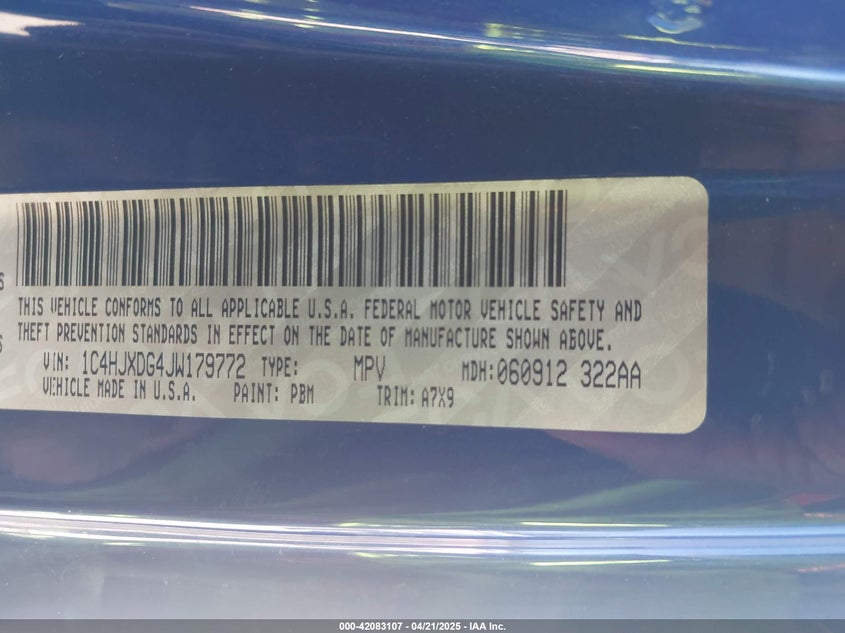 THIS VEHICLE CONFORMS TO ALL APPLICABLE U.S.A. FEDERAL MOTOR VEHICLE SAFETY AND
THEFT PREVENTION STANDARDS IN EFFECT ON THE DATE OF MANUFACTURE SHOWN ABOVE.
VIN: 1C4HJXDG4JW179772 TYPE: MPV MDH: 060912 322AA
VEHICLE MADE IN U.S.A. PAINT: PBM TRIM: A7X9
000-42083107 - 04/21/2025 - IAA Inc.